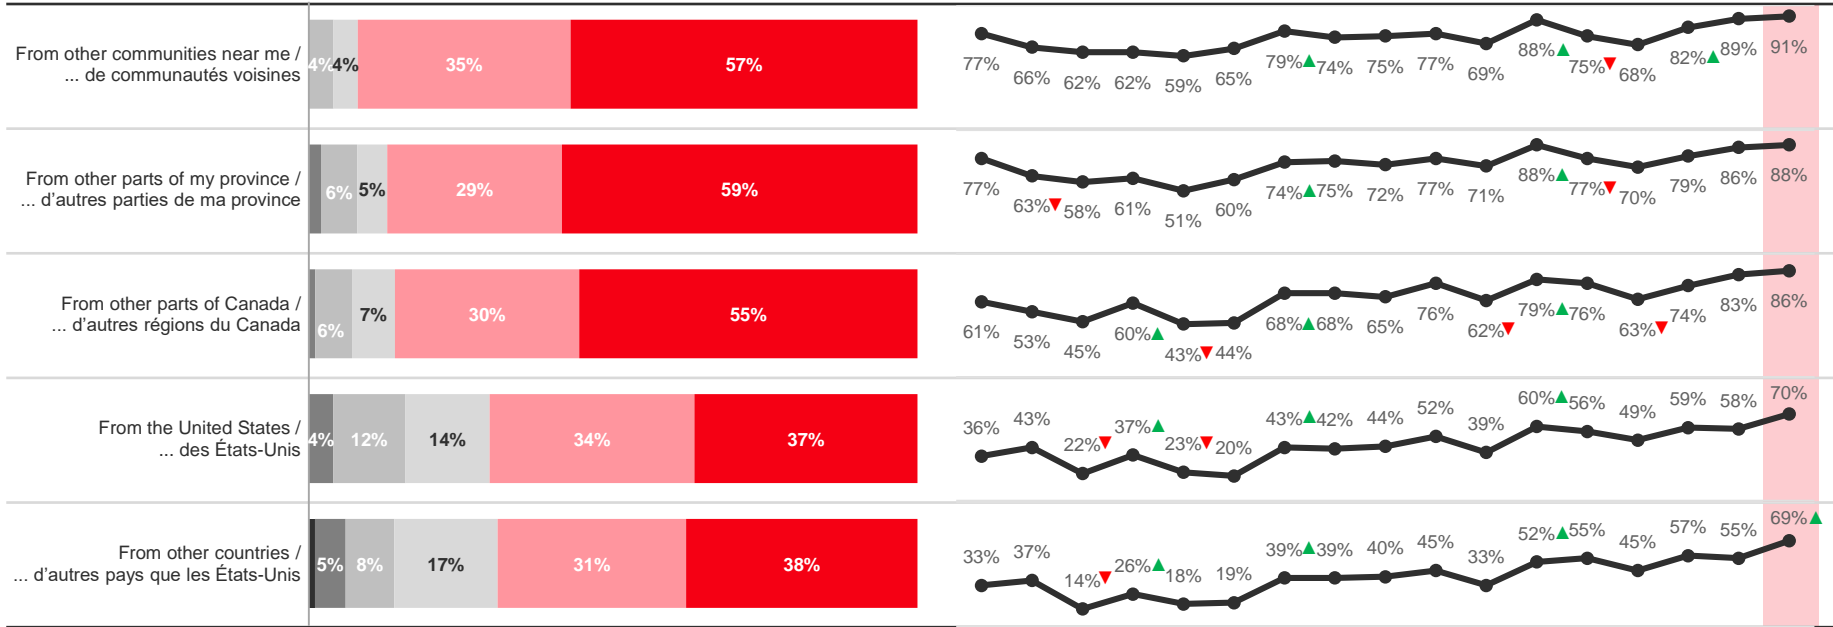 From other communities near me /
... de communautés voisines
4% 4% 35% 57%
77% 66% 62% 62% 59% 65% 79%▲ 74% 75% 77% 69% 88%▲ 75%▼ 68% 82%▲ 89% 91%
From other parts of my province /
... d'autres parties de ma province
6% 5% 29% 59%
77% 63%▼ 58% 61% 51% 60% 74%▲ 75% 72% 77% 71% 88%▲ 77%▼ 70% 79% 86% 88%
From other parts of Canada /
... d'autres régions du Canada
6% 7% 30% 55%
61% 53% 45% 60%▲ 43%▼ 44% 68%▲ 68% 65% 76% 62%▼ 79%▲ 76% 63%▼ 74% 83% 86%
From the United States /
... des États-Unis
4% 12% 14% 34% 37%
36% 43% 22%▼ 37%▲ 23%▼ 20% 43%▲ 42% 44% 52% 39% 60%▲ 56% 49% 59% 58% 70%
From other countries /
... d'autres pays que les États-Unis
5% 8% 17% 31% 38%
33% 37% 14%▼ 26%▲ 18% 19% 39%▲ 39% 40% 45% 33% 52%▲ 55% 45% 57% 55% 69%▲